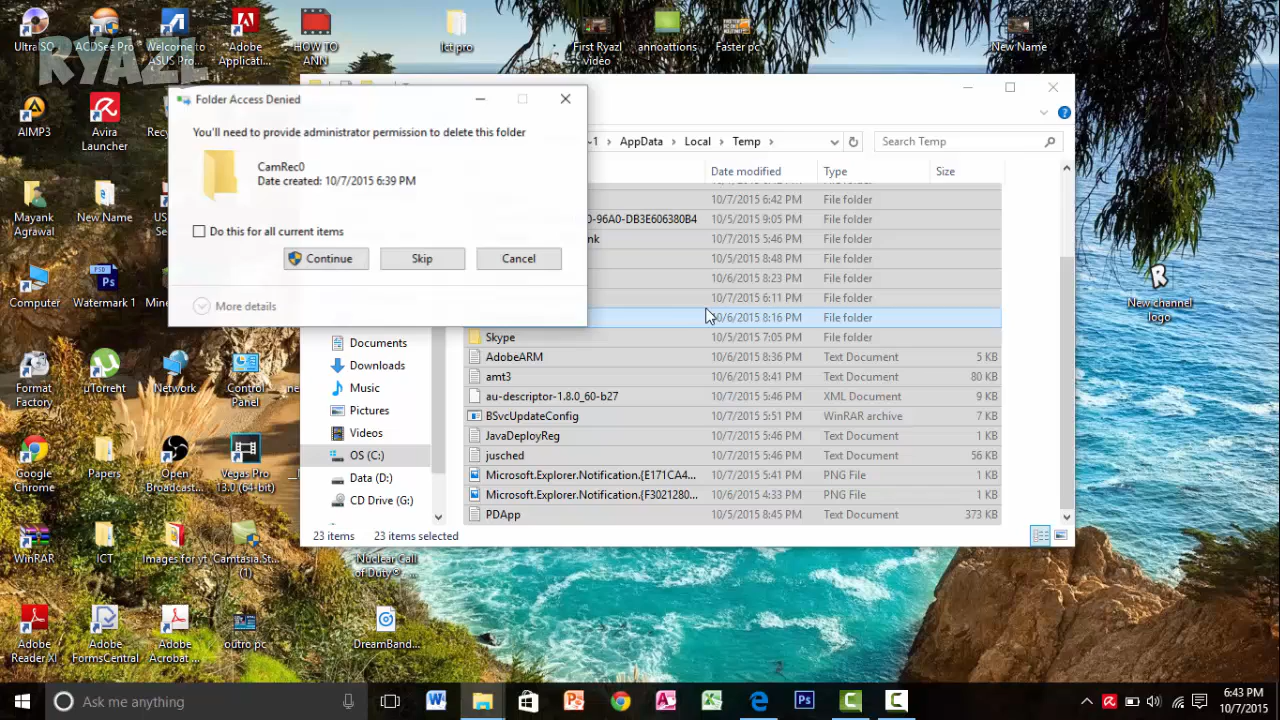 UltraISO
ACDSee Pro
Welcome to ASUS Pro...
Adobe Applicati...
HOW TO ANN
Ict pro
First Ryazl video
annoattions
Faster pc
New Name
RYAZL
AIMP3
Avira Launcher
Recy
Mayank Agrawal
New Name
US
Se
Computer
Watermark 1
Mine
Format Factory
µTorrent
Network
Control Panel
ne
Google Chrome
Papers
Open Broadcast...
Vegas Pro 13.0 (64-bit)
WinRAR
ICT
Images for yt
Camtasia.St... (1)
Nuclear Call of Duty®...
Adobe Reader XI
Adobe FormsCentral
Adobe Acrobat...
outro pc
DreamBand...
New channel logo
Folder Access Denied
You'll need to provide administrator permission to delete this folder
CamRec0
Date created: 10/7/2015 6:39 PM
Do this for all current items
Continue
Skip
Cancel
More details
AppData
Local
Temp
Search Temp
Date modified
Type
Size
10/7/2015 6:42 PM File folder
0-96A0-DB3E606380B4 10/5/2015 9:05 PM File folder
nk 10/7/2015 5:46 PM File folder
10/5/2015 8:48 PM File folder
10/6/2015 8:23 PM File folder
10/7/2015 6:11 PM File folder
10/6/2015 8:16 PM File folder
Skype 10/5/2015 7:05 PM File folder
AdobeARM 10/6/2015 8:36 PM Text Document 5 KB
amt3 10/6/2015 8:41 PM Text Document 80 KB
au-descriptor-1.8.0_60-b27 10/7/2015 5:46 PM XML Document 9 KB
BSvcUpdateConfig 10/7/2015 5:51 PM WinRAR archive 7 KB
JavaDeployReg 10/7/2015 5:46 PM Text Document 1 KB
jusched 10/7/2015 5:46 PM Text Document 56 KB
Microsoft.Explorer.Notification.{E171CA4... 10/7/2015 5:41 PM PNG File 1 KB
Microsoft.Explorer.Notification.{F3021280... 10/6/2015 4:33 PM PNG File 1 KB
PDApp 10/5/2015 8:45 PM Text Document 373 KB
Documents
Downloads
Music
Pictures
Videos
OS (C:)
Data (D:)
CD Drive (G:)
23 items 23 items selected
Ask me anything
6:43 PM
10/7/2015